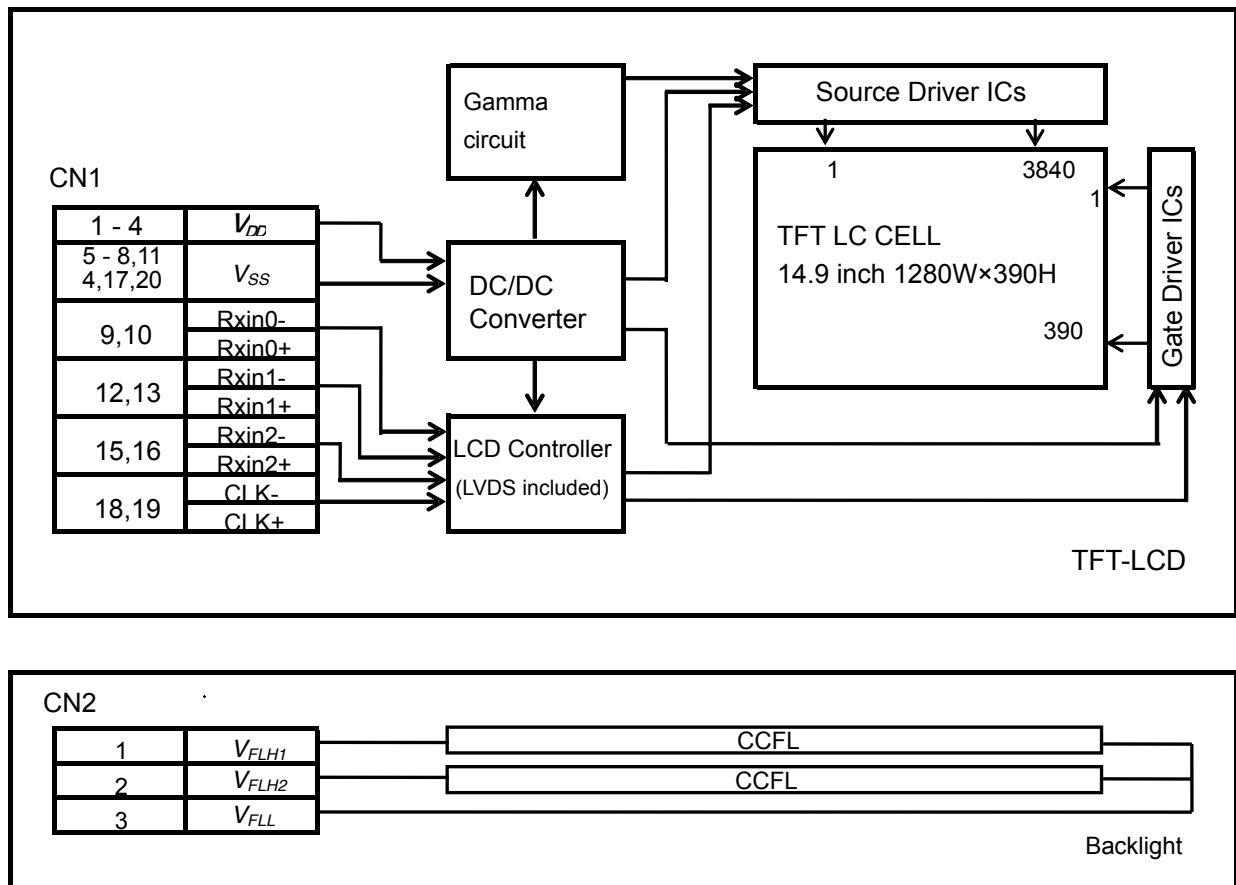 CN1
1 - 4 VDD
5 - 8,11
4,17,20 VSS
9,10 Rxin0-
Rxin0+
12,13 Rxin1-
Rxin1+
15,16 Rxin2-
Rxin2+
18,19 CLK-
CLK+
Gamma
circuit
DC/DC
Converter
LCD Controller
(LVDS included)
Source Driver ICs
1 3840
1
TFT LC CELL
14.9 inch 1280W×390H
390
Gate Driver ICs
TFT-LCD
CN2
1 VFLH1 CCFL
2 VFLH2 CCFL
3 VFLL
Backlight